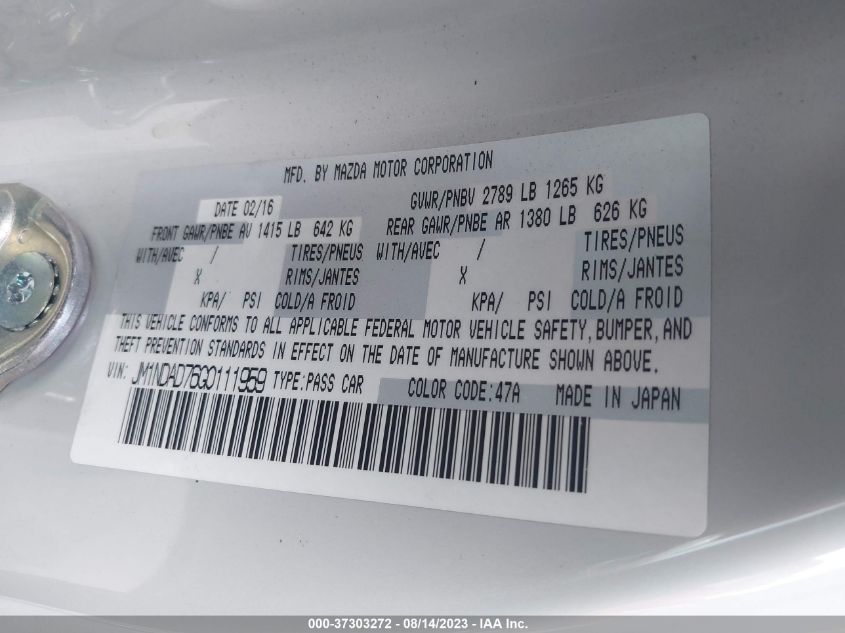 MFD. BY MAZDA MOTOR CORPORATION
DATE 02/16 GVWR/PNBV 2789 LB 1265 KG
FRONT GAWR/PNBE AV 1415 LB 642 KG REAR GAWR/PNBE AR 1380 LB 626 KG
WITH/AVEC / TIRES/PNEUS WITH/AVEC / TIRES/PNEUS
X RIMS/JANTES X RIMS/JANTES
KPA/ PSI COLD/A FROID KPA/ PSI COLD/A FROID
THIS VEHICLE CONFORMS TO ALL APPLICABLE FEDERAL MOTOR VEHICLE SAFETY, BUMPER, AND
THEFT PREVENTION STANDARDS IN EFFECT ON THE DATE OF MANUFACTURE SHOWN ABOVE.
VIN: JM1NDAD76G0111959 TYPE:PASS CAR COLOR CODE:47A MADE IN JAPAN
000-37303272 - 08/14/2023 - © IAA Inc.